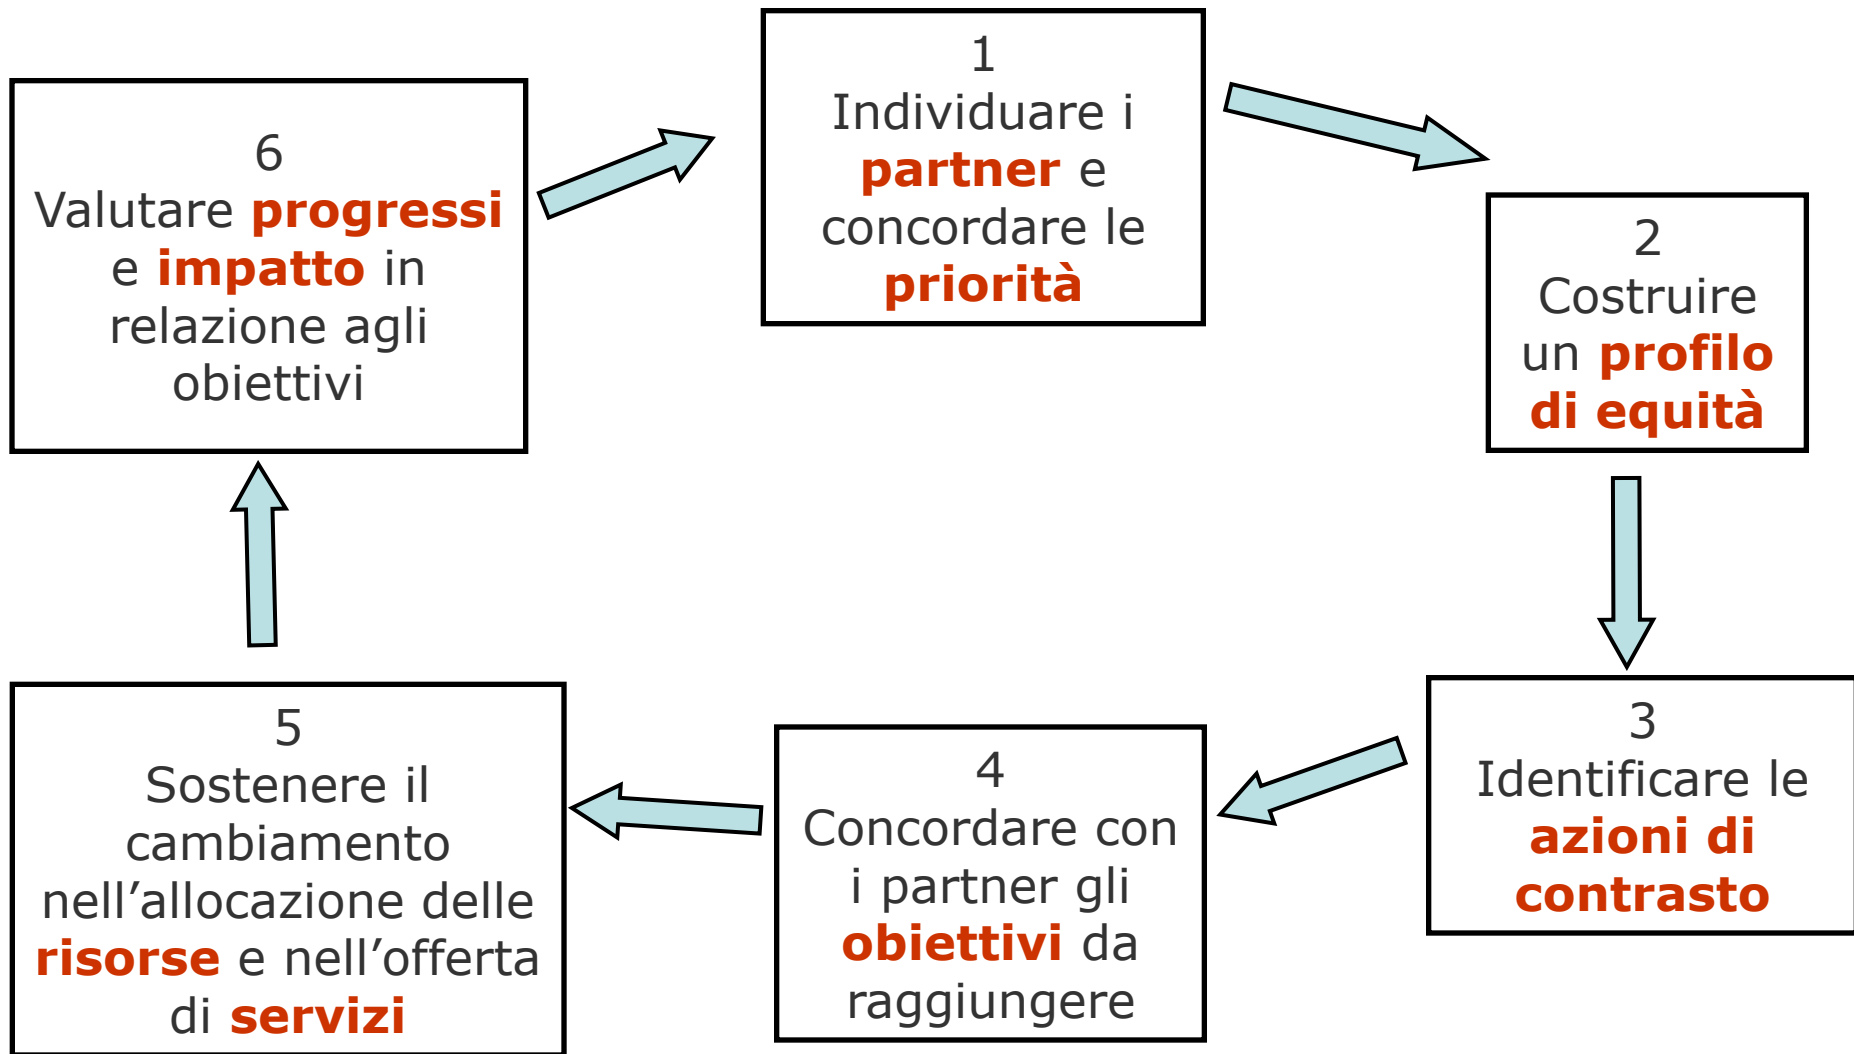 1
Individuare i
partner e
concordare le
priorità
2
Costruire
un profilo
di equità
3
Identificare le
azioni di
contrasto
4
Concordare con
i partner gli
obiettivi da
raggiungere
5
Sostenere il
cambiamento
nell’allocazione delle
risorse e nell’offerta
di servizi
6
Valutare progressi
e impatto in
relazione agli
obiettivi